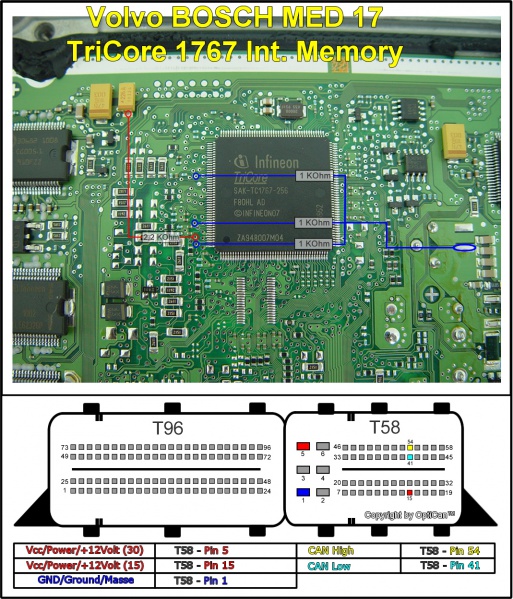 Volvo BOSCH MED 17
TriCore 1767 Int. Memory
Infineon
TriCore
SAK-TC1767-256
F80HL AD
© INFINEON07
ZA948007M04
1 KOhm
1 KOhm
1 KOhm
2,2 KOhm
T96
73 96
49 72
25 48
1 24
T58
54
5 6 46 58
33 45
41
3 4
20 32
7 19
15
1 2
Copyright by OptiCan™
Vcc/Power/+12Volt (30) T58 - Pin 5 CAN High T58 - Pin 54
Vcc/Power/+12Volt (15) T58 - Pin 15 CAN Low T58 - Pin 41
GND/Ground/Masse T58 - Pin 1